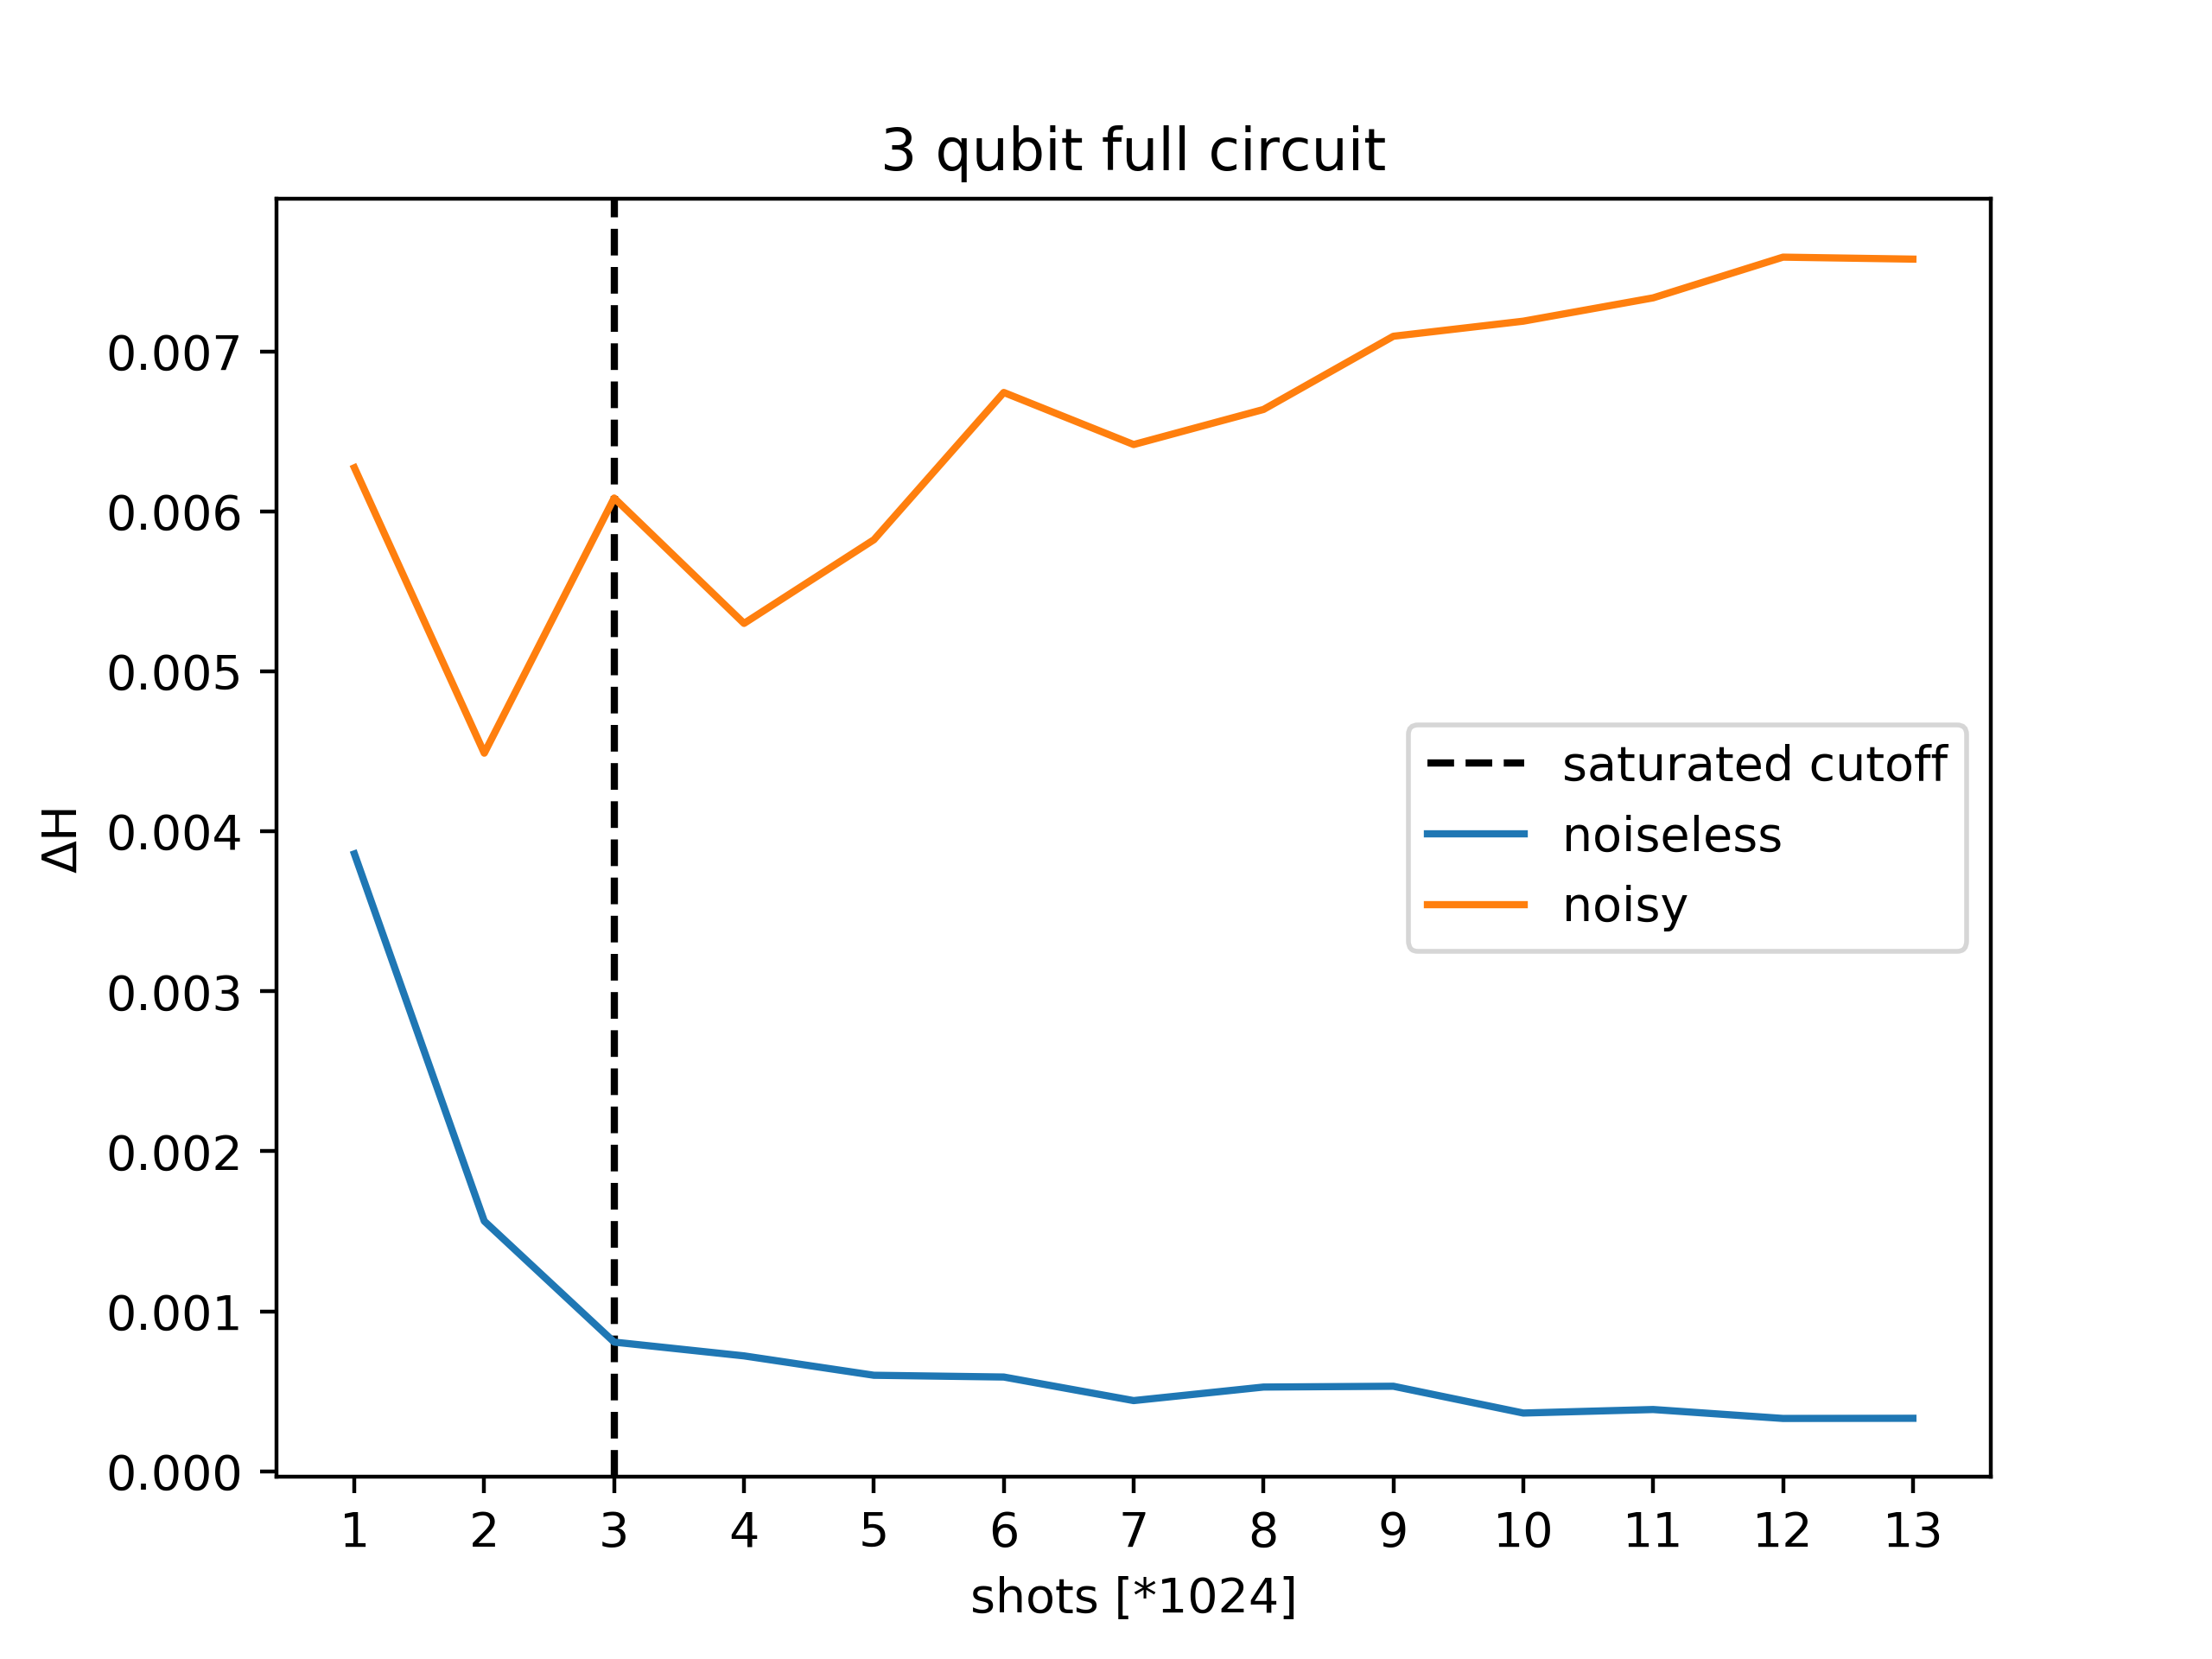 3 qubit full circuit
0.007
0.006
0.005
0.004
0.003
0.002
0.001
0.000
ΔH
saturated cutoff
noiseless
noisy
1 2 3 4 5 6 7 8 9 10 11 12 13
shots [*1024]